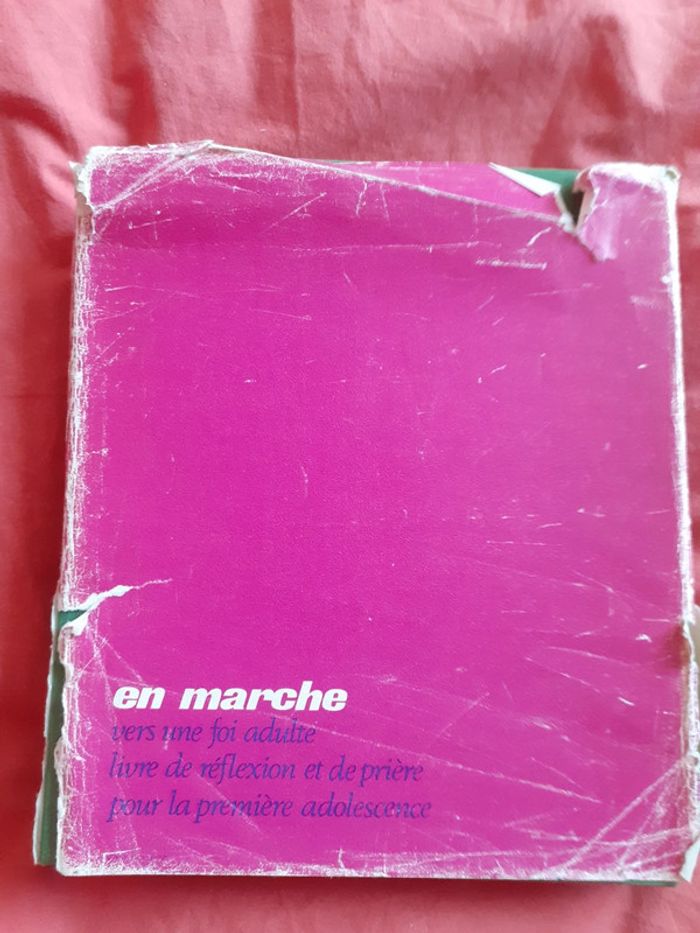 en marche
vers une foi adulte
livre de réflexion et de prière
pour la première adolescence